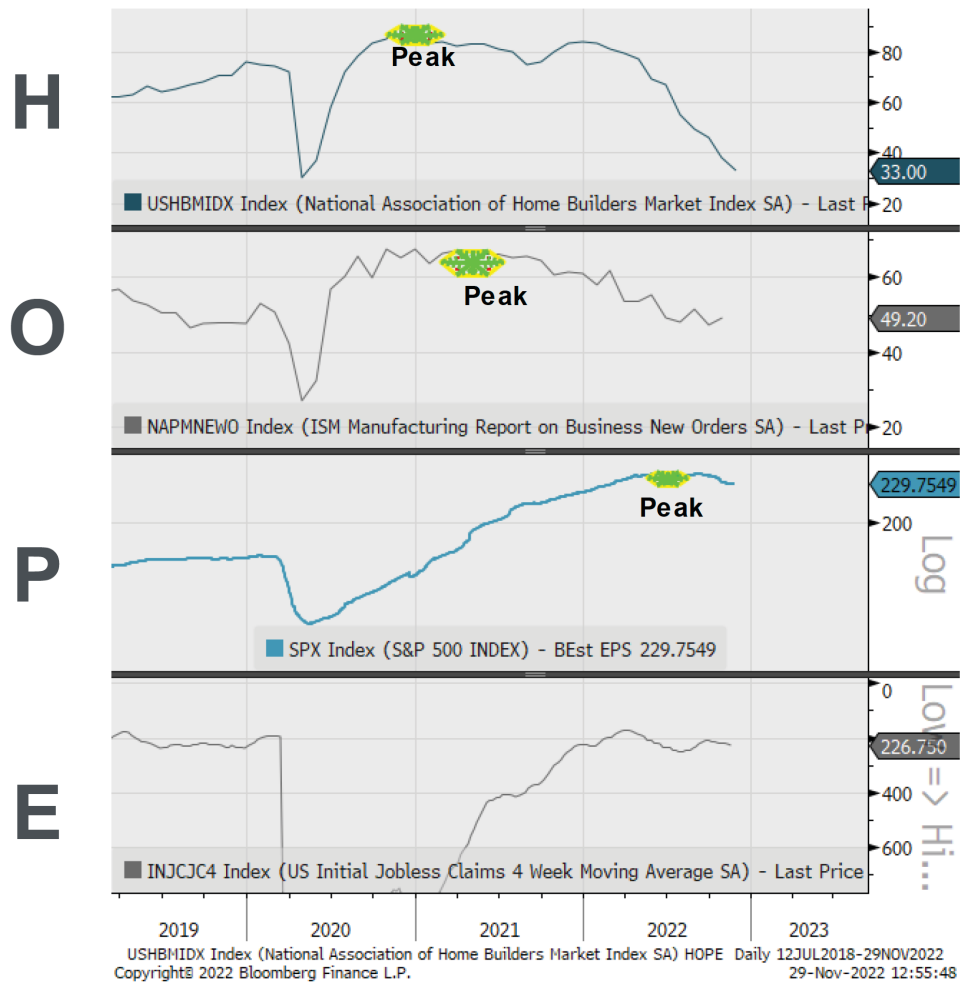 H
Peak
80
60
40
33.00
20
USHBMIDX Index (National Association of Home Builders Market Index SA) - Last P
O
Peak
60
49.20
40
20
NAPMNEWO Index (ISM Manufacturing Report on Business New Orders SA) - Last Pr
P
Peak
229.7549
200
Log
SPX Index (S&P 500 INDEX) - BEst EPS 229.7549
E
0
226.750
400
600
Low => Hi...
INJCJC4 Index (US Initial Jobless Claims 4 Week Moving Average SA) - Last Price
2019 2020 2021 2022 2023
USHBMIDX Index (National Association of Home Builders Market Index SA) HOPE Daily 12JUL2018-29NOV2022
Copyright© 2022 Bloomberg Finance L.P. 29-Nov-2022 12:55:48